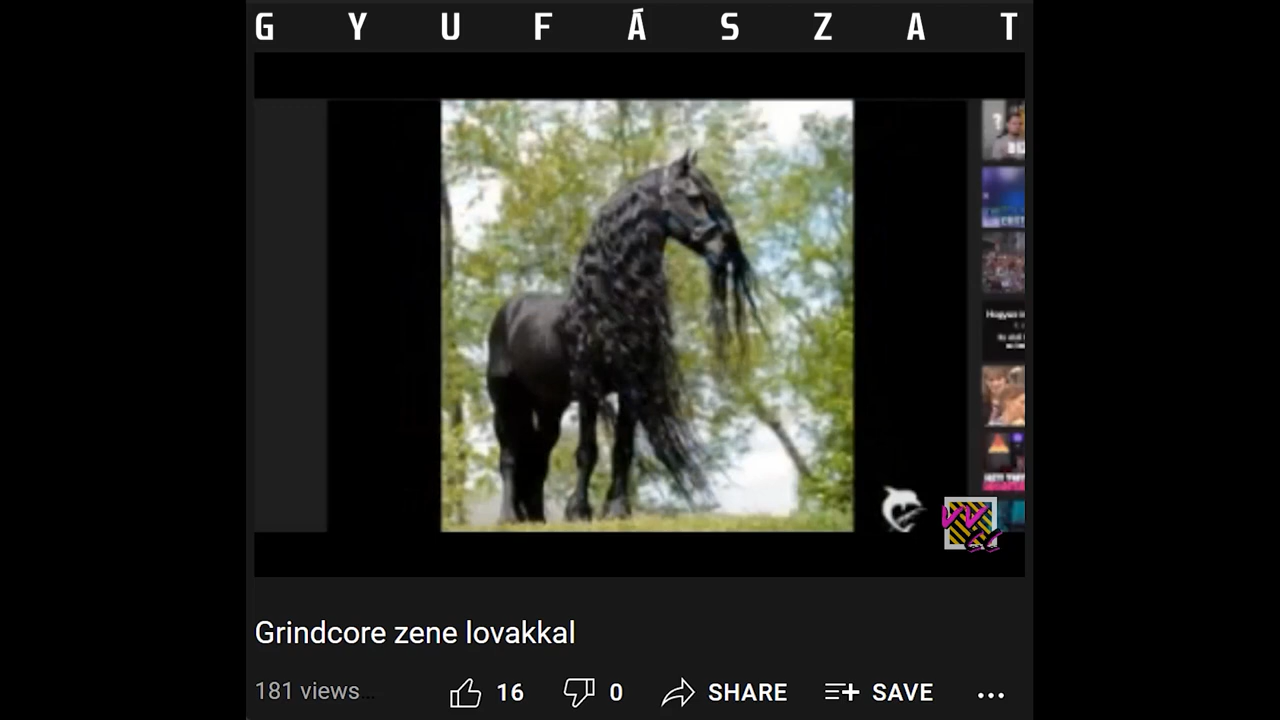 G Y U F Á S Z A T
Grindcore zene lovakkal
181 views
16
0
SHARE
SAVE